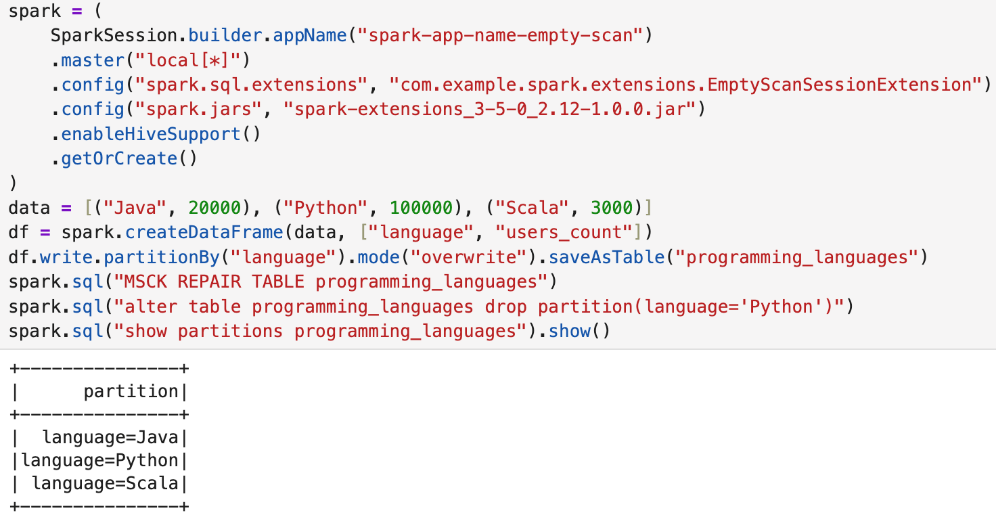 spark = (
    SparkSession.builder.appName("spark-app-name-empty-scan")
    .master("local[*]")
    .config("spark.sql.extensions", "com.example.spark.extensions.EmptyScanSessionExtension")
    .config("spark.jars", "spark-extensions_3-5-0_2.12-1.0.0.jar")
    .enableHiveSupport()
    .getOrCreate()
)
data = [("Java", 20000), ("Python", 100000), ("Scala", 3000)]
df = spark.createDataFrame(data, ["language", "users_count"])
df.write.partitionBy("language").mode("overwrite").saveAsTable("programming_languages")
spark.sql("MSCK REPAIR TABLE programming_languages")
spark.sql("alter table programming_languages drop partition(language='Python')")
spark.sql("show partitions programming_languages").show()
+---------------+
|      partition|
+---------------+
|  language=Java|
|language=Python|
| language=Scala|
+---------------+